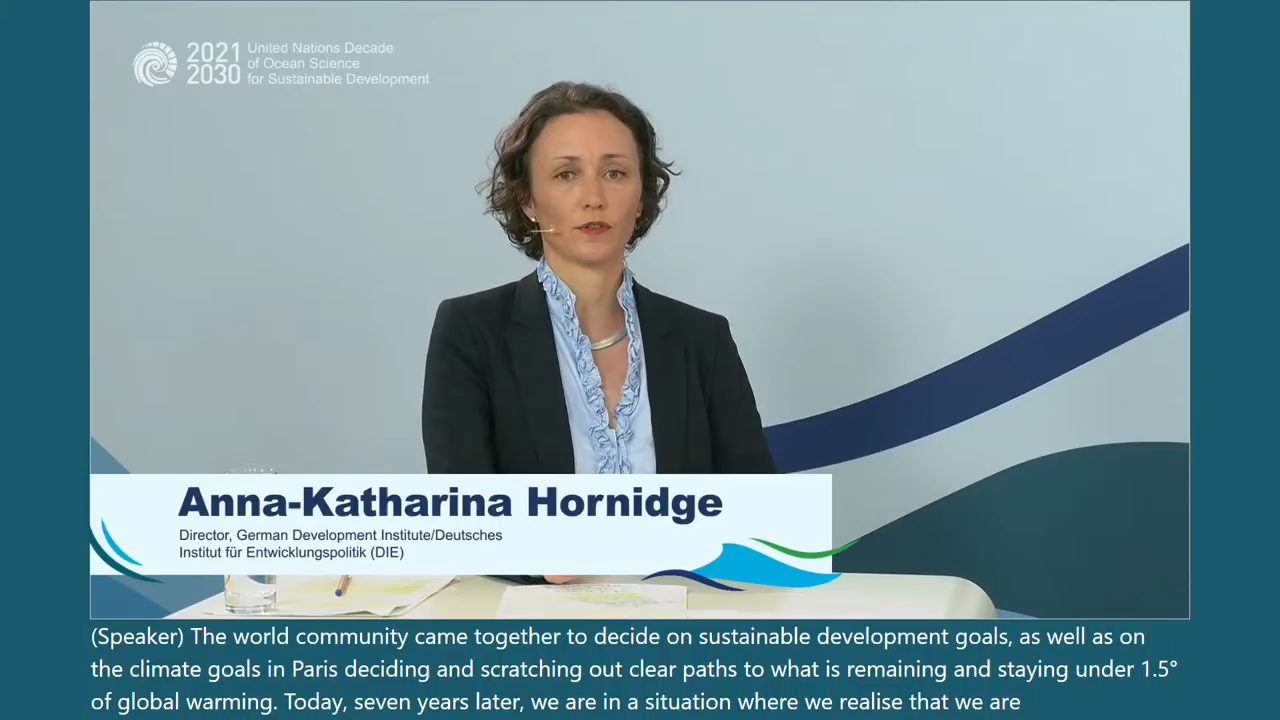 2021
2030
United Nations Decade
of Ocean Science
for Sustainable Development
Anna-Katharina Hornidge
Director, German Development Institute/Deutsches
Institut für Entwicklungspolitik (DIE)
(Speaker) The world community came together to decide on sustainable development goals, as well as on
the climate goals in Paris deciding and scratching out clear paths to what is remaining and staying under 1.5°
of global warming. Today, seven years later, we are in a situation where we realise that we are